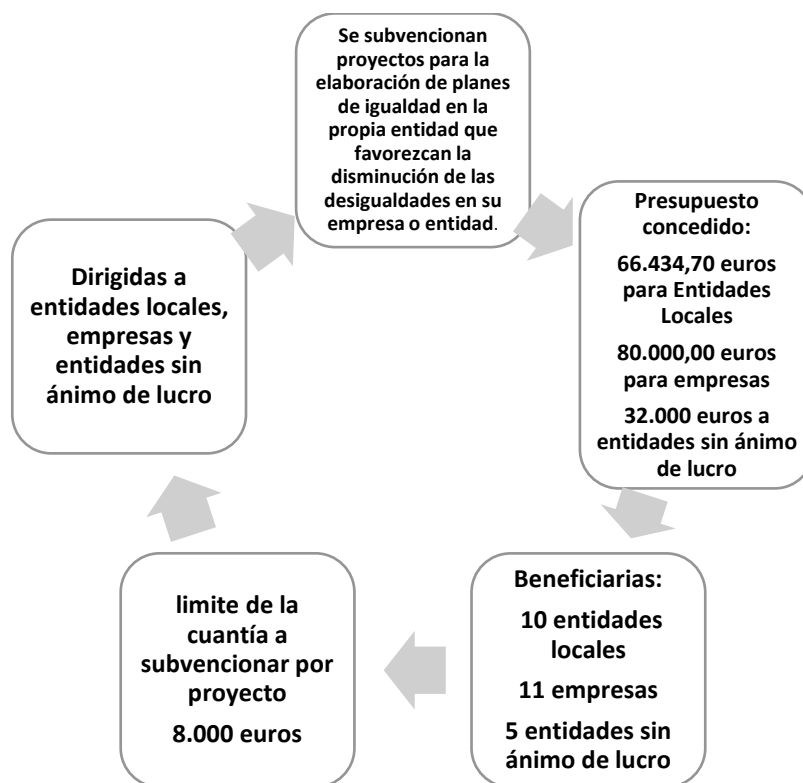 Se subvencionan
proyectos para la
elaboración de planes
de igualdad en la
propia entidad que
favorezcan la
disminución de las
desigualdades en su
empresa o entidad.
Presupuesto
concedido:
66.434,70 euros
para Entidades
Locales
80.000,00 euros
para empresas
32.000 euros a
entidades sin ánimo
de lucro
Beneficiarias:
10 entidades
locales
11 empresas
5 entidades sin
ánimo de lucro
limite de la
cuantía a
subvencionar por
proyecto
8.000 euros
Dirigidas a
entidades locales,
empresas y
entidades sin
ánimo de lucro